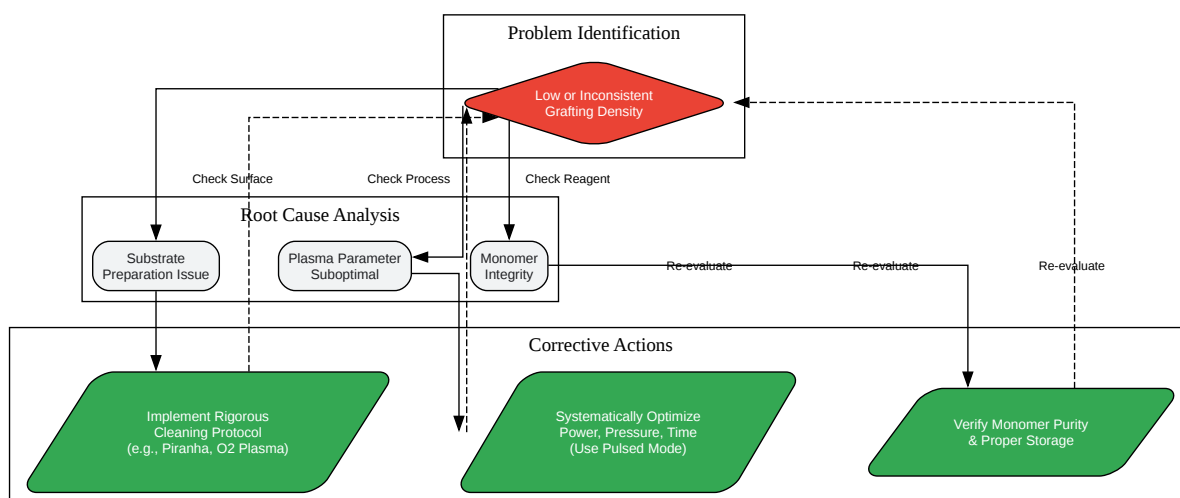 Problem Identification
Low or Inconsistent
Grafting Density
Check Surface
Check Process
Check Reagent
Root Cause Analysis
Substrate
Preparation Issue
Plasma Parameter
Suboptimal
Monomer
Integrity
Re-evaluate
Re-evaluate
Re-evaluate
Corrective Actions
Implement Rigorous
Cleaning Protocol
(e.g., Piranha, O2 Plasma)
Systematically Optimize
Power, Pressure, Time
(Use Pulsed Mode)
Verify Monomer Purity
& Proper Storage